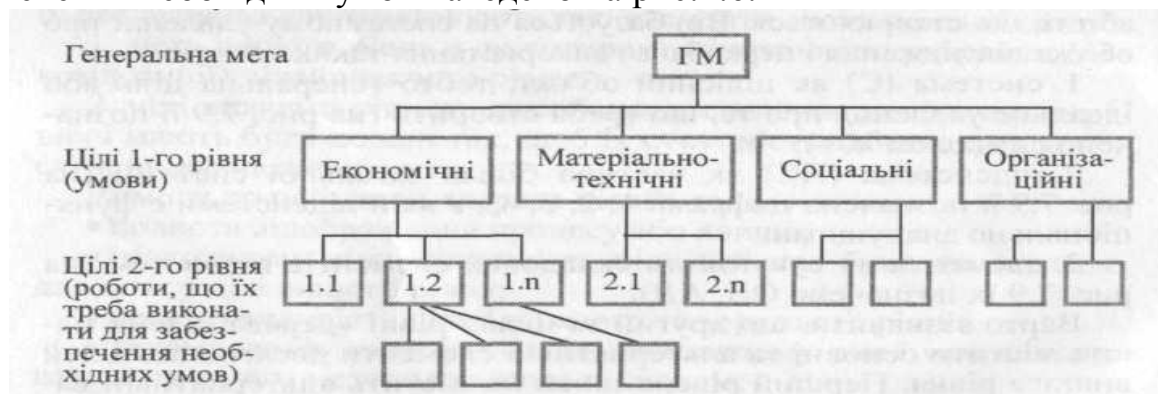 Генеральна мета
ГМ
Цілі 1-го рівня
(умови)
Економічні
Матеріально-
технічні
Соціальні
Організа-
ційні
Цілі 2-го рівня
(роботи, що їх
треба викона-
ти для забез-
печення необ-
хідних умов)
1.1
1.2
1.n
2.1
2.n